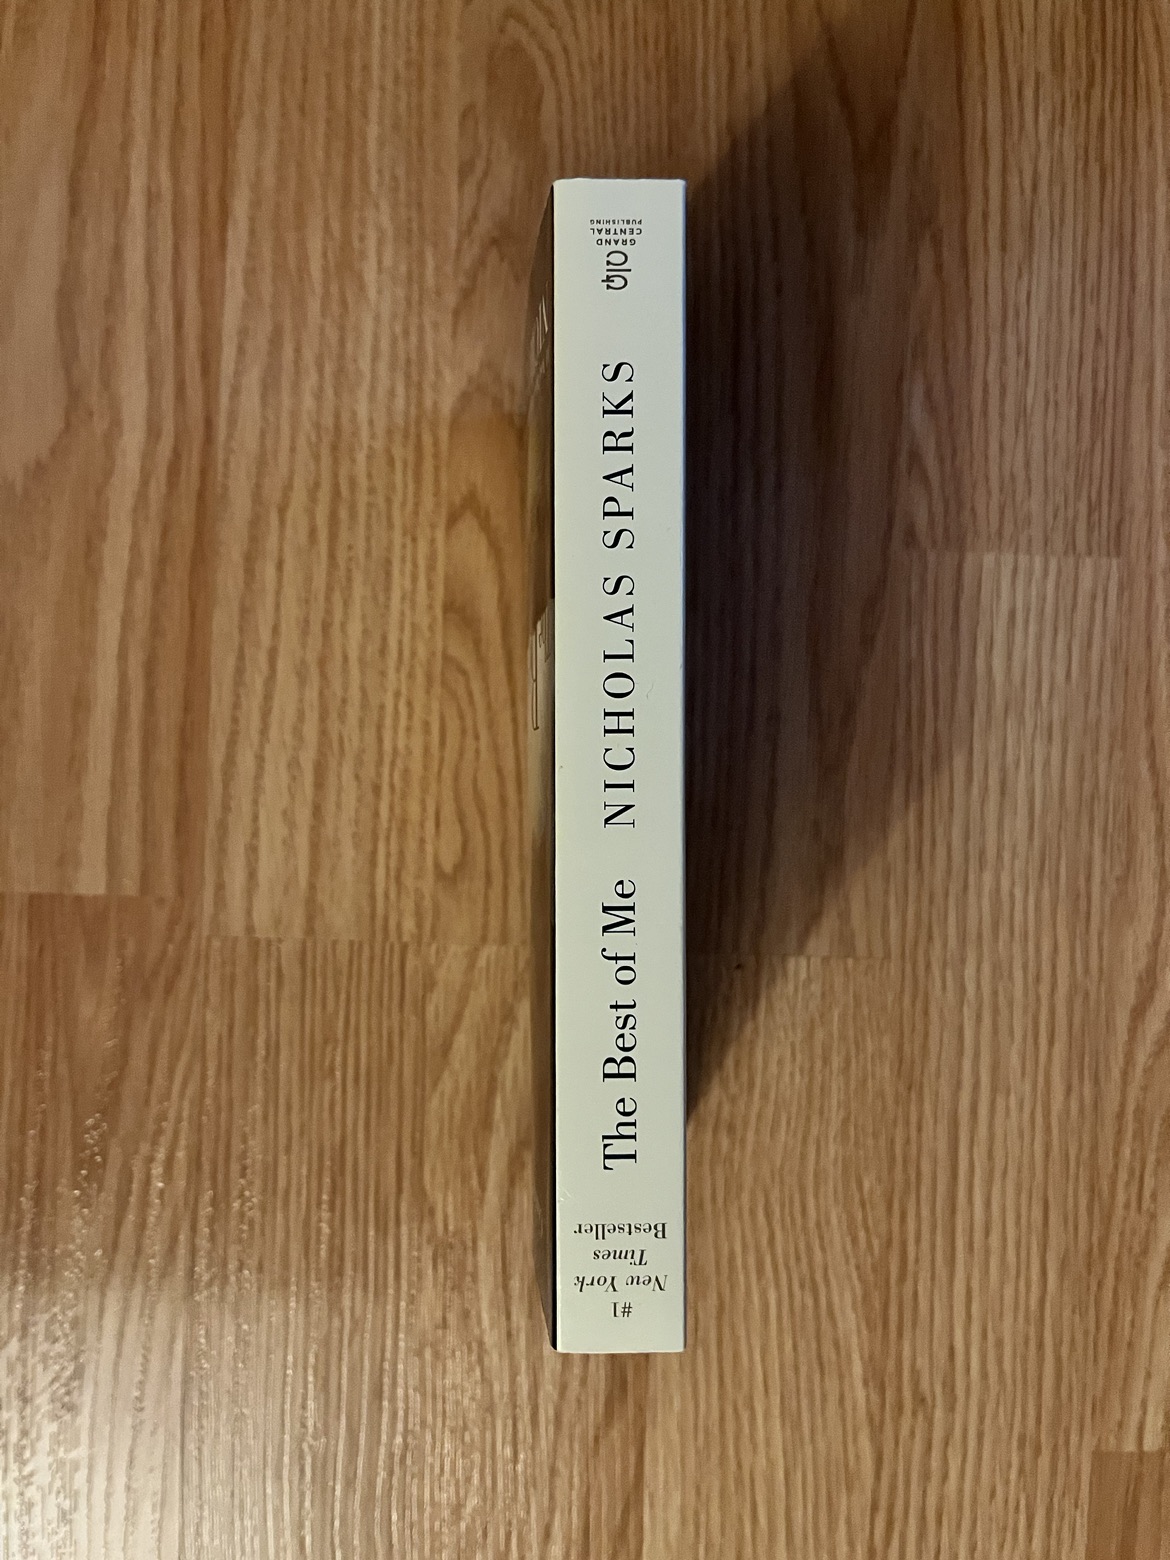 #1
New York
Times
Bestseller
The Best of Me NICHOLAS SPARKS
GRAND
CENTRAL
PUBLISHING